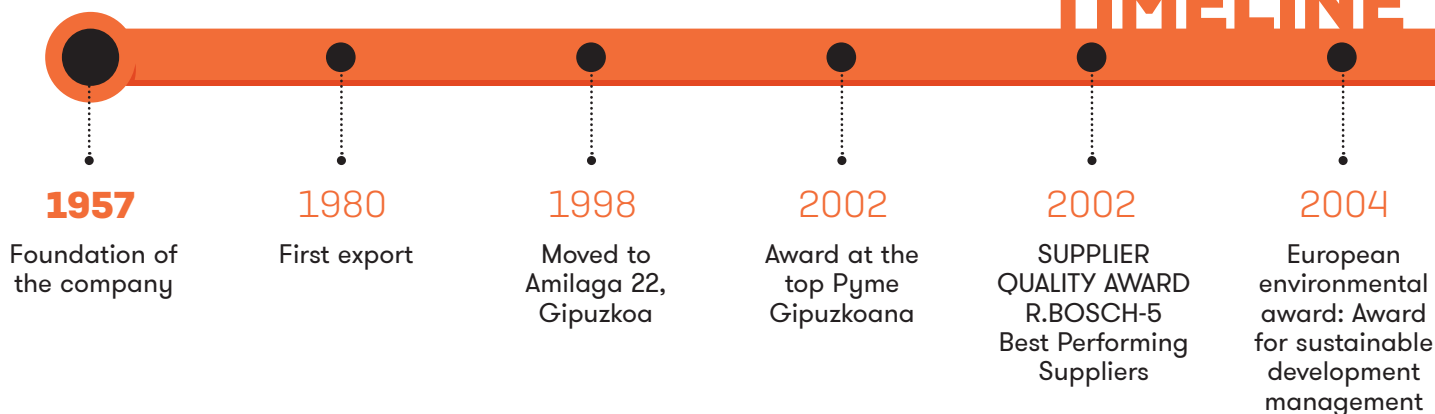 TIMELINE
1957
Foundation of
the company
1980
First export
1998
Moved to
Amilaga 22,
Gipuzkoa
2002
Award at the
top Pyme
Gipuzkoana
2002
SUPPLIER
QUALITY AWARD
R.BOSCH-5
Best Performing
Suppliers
2004
European
environmental
award: Award
for sustainable
development
management